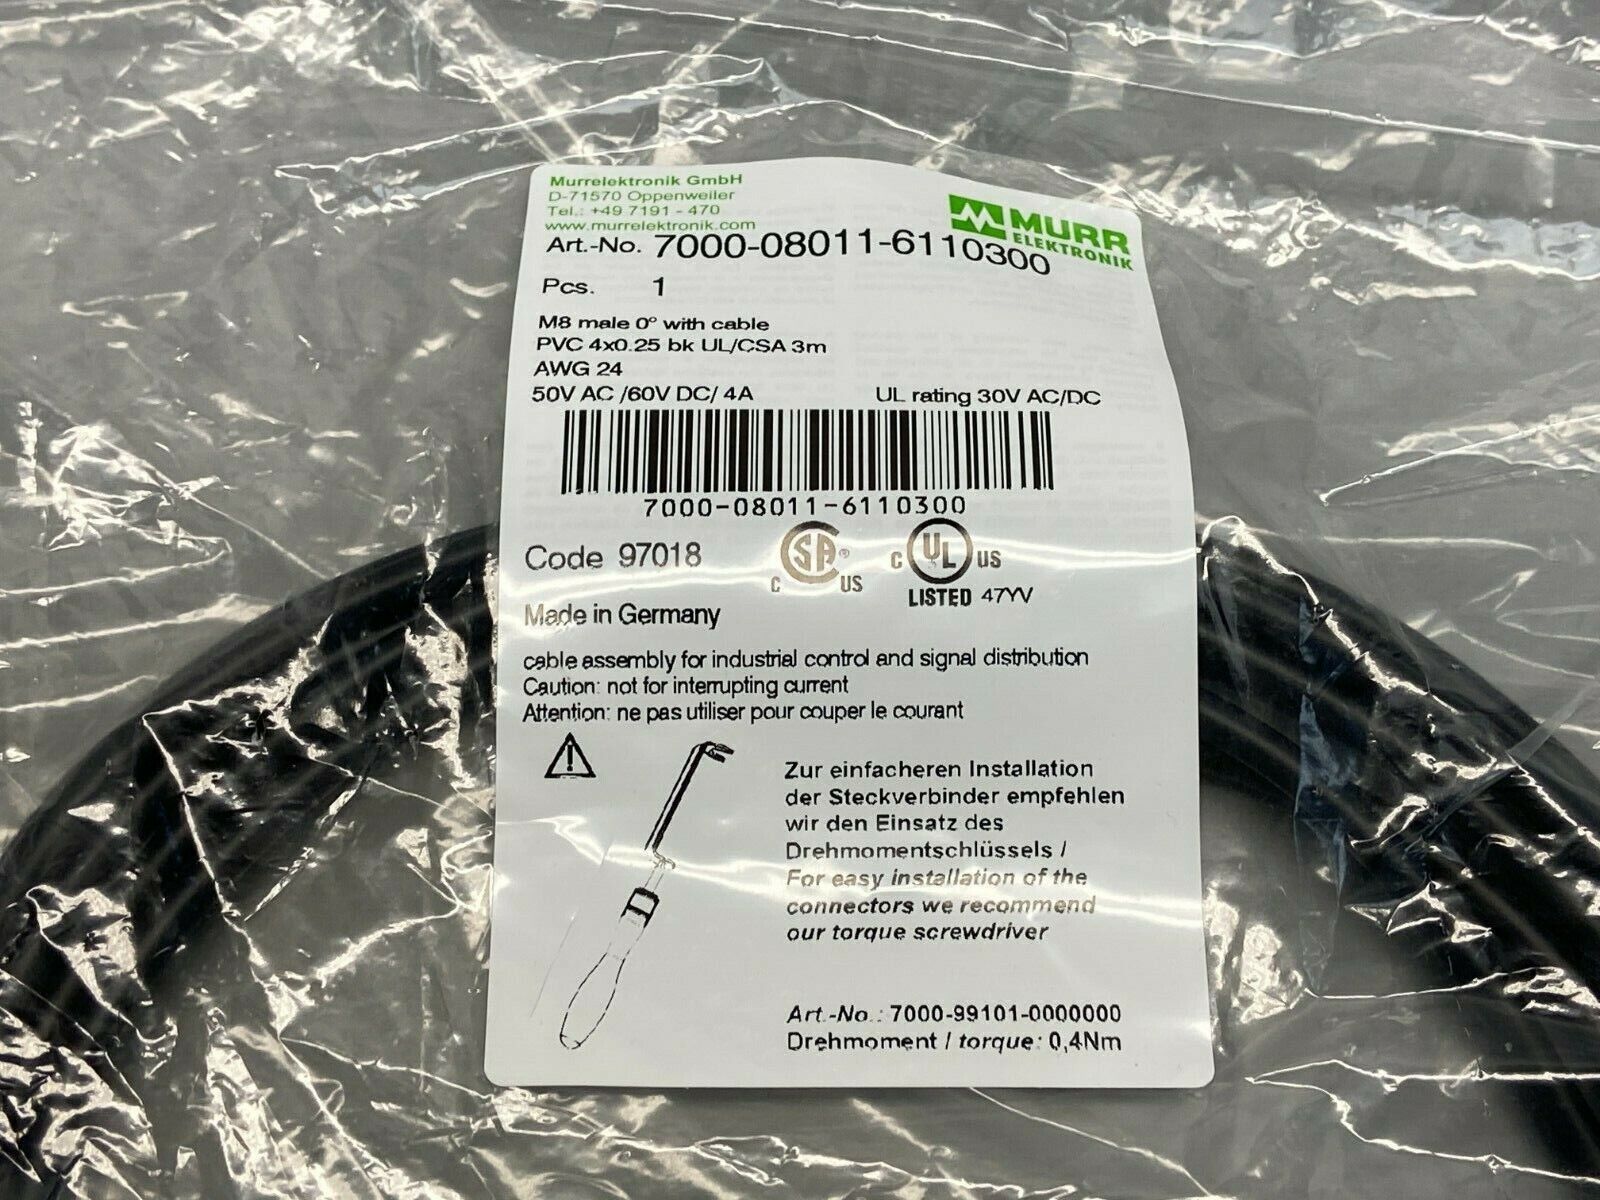 Murrelektronik GmbH
D-71570 Oppenweiler
Tel.: +49 7191 - 470
www.murrelektronik.com
MURR
ELEKTRONIK
Art.-No. 7000-08011-6110300
Pcs. 1
M8 male 0° with cable
PVC 4x0.25 bk UL/CSA 3m
AWG 24
50V AC /60V DC/ 4A UL rating 30V AC/DC
7000-08011-6110300
Code 97018
C SA ® US
C UL US
LISTED 47YV
Made in Germany
cable assembly for industrial control and signal distribution
Caution: not for interrupting current
Attention: ne pas utiliser pour couper le courant
Zur einfacheren Installation
der Steckverbinder empfehlen
wir den Einsatz des
Drehmomentschlüssels /
For easy installation of the
connectors we recommend
our torque screwdriver
Art.-No.: 7000-99101-0000000
Drehmoment / torque: 0,4Nm